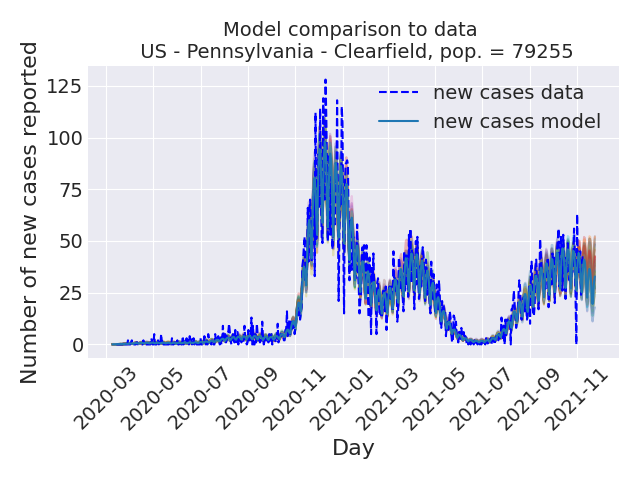 Model comparison to data
US - Pennsylvania - Clearfield, pop. = 79255
Number of new cases reported
125
100
75
50
25
0
new cases data
new cases model
2020-03
2020-05
2020-07
2020-09
2020-11
2021-01
2021-03
2021-05
2021-07
2021-09
2021-11
Day